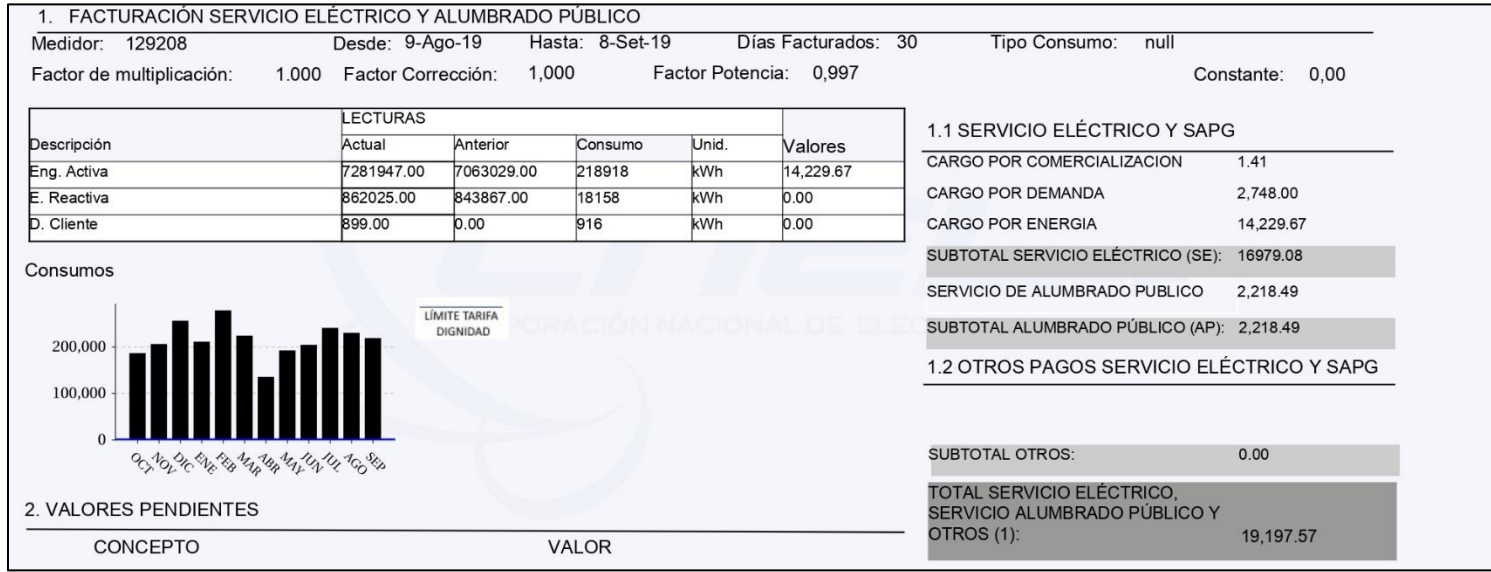 1. FACTURACIÓN SERVICIO ELÉCTRICO Y ALUMBRADO PÚBLICO
Medidor: 129208 Desde: 9-Ago-19 Hasta: 8-Set-19 Días Facturados: 30 Tipo Consumo: null
Factor de multiplicación: 1.000 Factor Corrección: 1,000 Factor Potencia: 0,997 Constante: 0,00
LECTURAS
Descripción Actual Anterior Consumo Unid. Valores
Eng. Activa 7281947.00 7063029.00 218918 kWh 14,229.67
E. Reactiva 862025.00 843867.00 18158 kWh 0.00
D. Cliente 899.00 0.00 916 kWh 0.00
Consumos
LÍMITE TARIFA
DIGNIDAD
200,000
100,000
0
OCT NOV DIC ENE FEB MAR ABR MAY JUN JUL AGO SEP
2. VALORES PENDIENTES
CONCEPTO VALOR
1.1 SERVICIO ELÉCTRICO Y SAPG
CARGO POR COMERCIALIZACION 1.41
CARGO POR DEMANDA 2,748.00
CARGO POR ENERGIA 14,229.67
SUBTOTAL SERVICIO ELÉCTRICO (SE): 16979.08
SERVICIO DE ALUMBRADO PUBLICO 2,218.49
SUBTOTAL ALUMBRADO PÚBLICO (AP): 2,218.49
1.2 OTROS PAGOS SERVICIO ELÉCTRICO Y SAPG
SUBTOTAL OTROS: 0.00
TOTAL SERVICIO ELÉCTRICO,
SERVICIO ALUMBRADO PÚBLICO Y
OTROS (1): 19,197.57